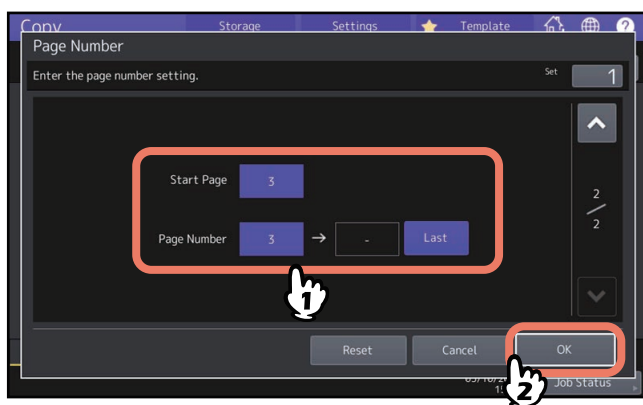 Copy Storage Settings Template ?
Page Number
Enter the page number setting.
Set 1
Start Page 3
2
2
Page Number 3 → - Last
1
Reset Cancel OK
2
Job Status